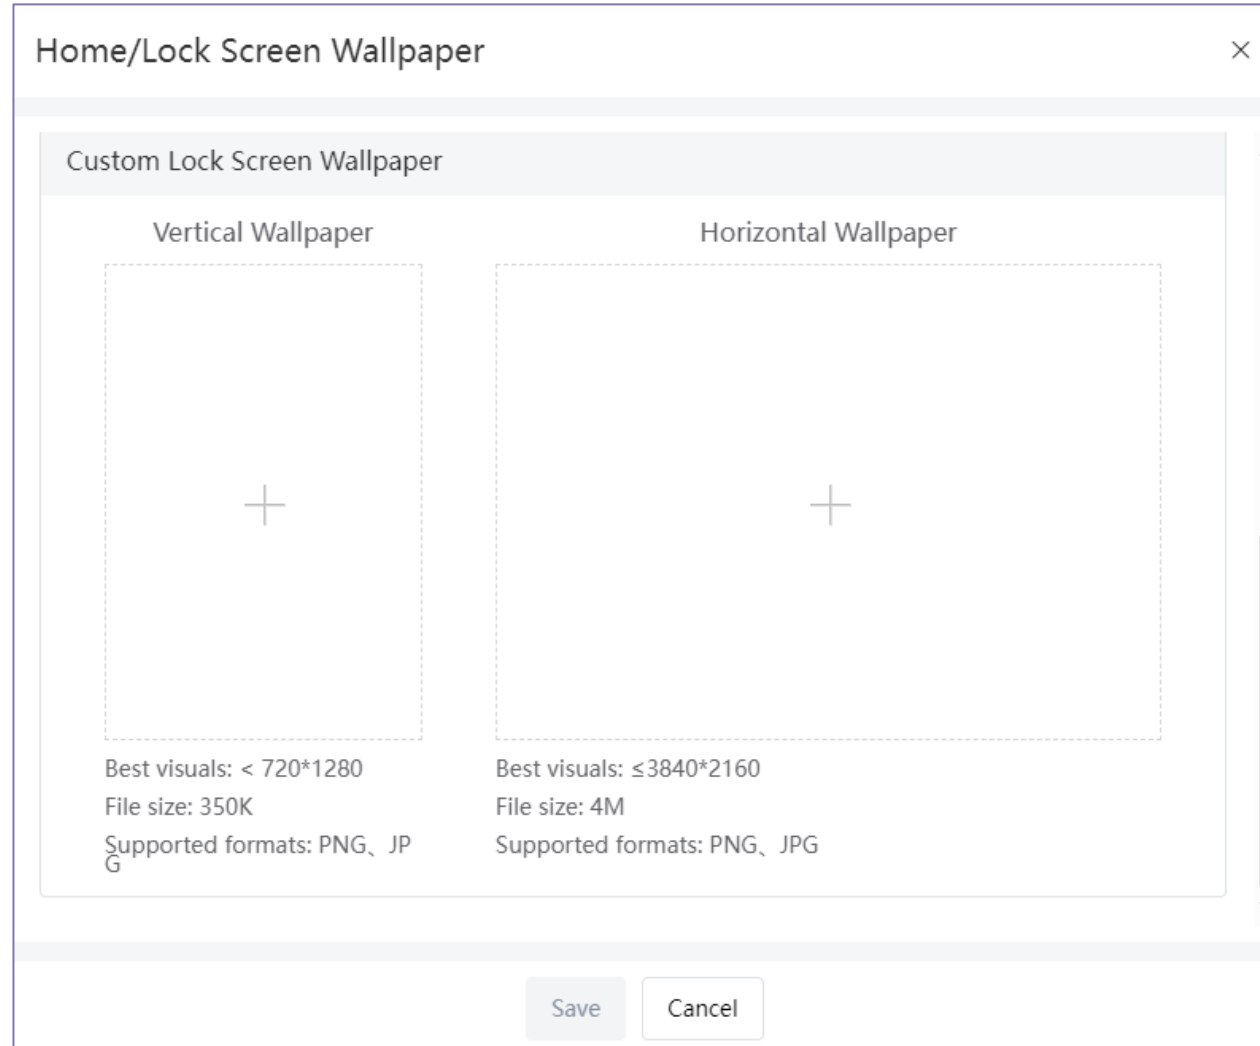 Home/Lock Screen Wallpaper
Custom Lock Screen Wallpaper
Vertical Wallpaper
Best visuals: < 720*1280
File size: 350K
Supported formats: PNG、JP
G
Horizontal Wallpaper
Best visuals: ≤3840*2160
File size: 4M
Supported formats: PNG、JPG
Save
Cancel